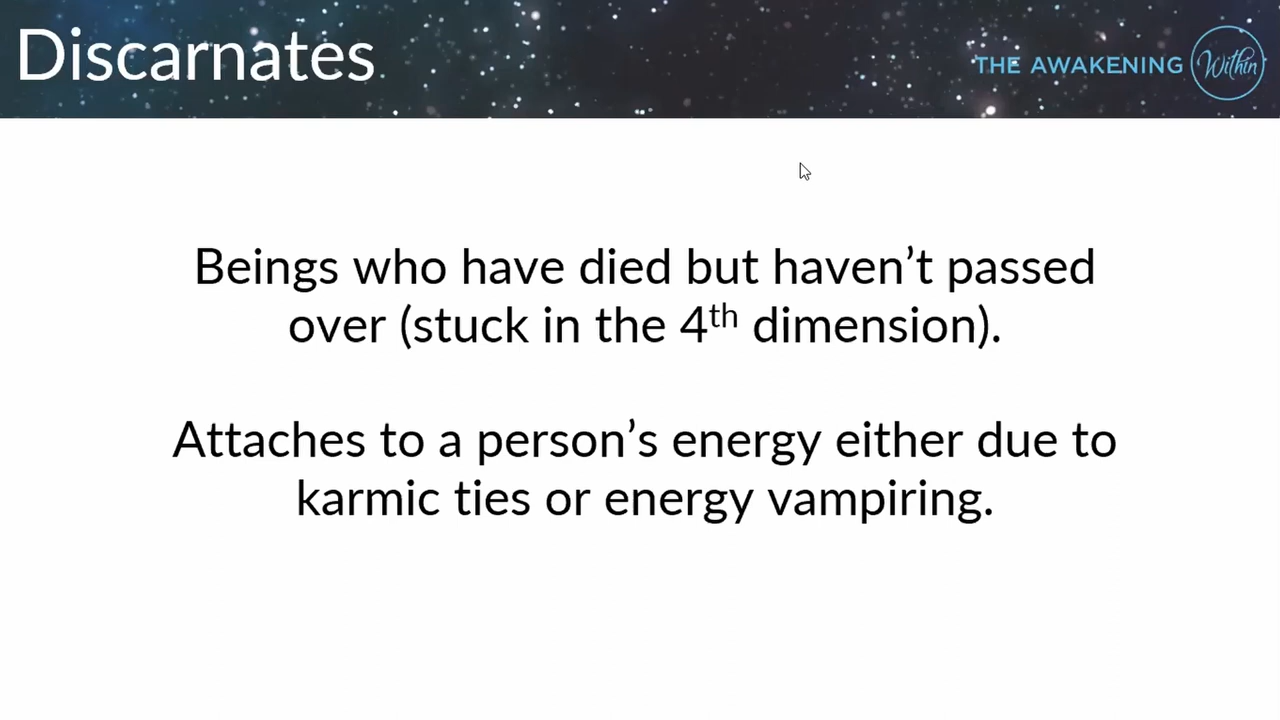 Discarnates
THE AWAKENING Within
Beings who have died but haven’t passed
over (stuck in the 4th dimension).
Attaches to a person’s energy either due to
karmic ties or energy vampiring.